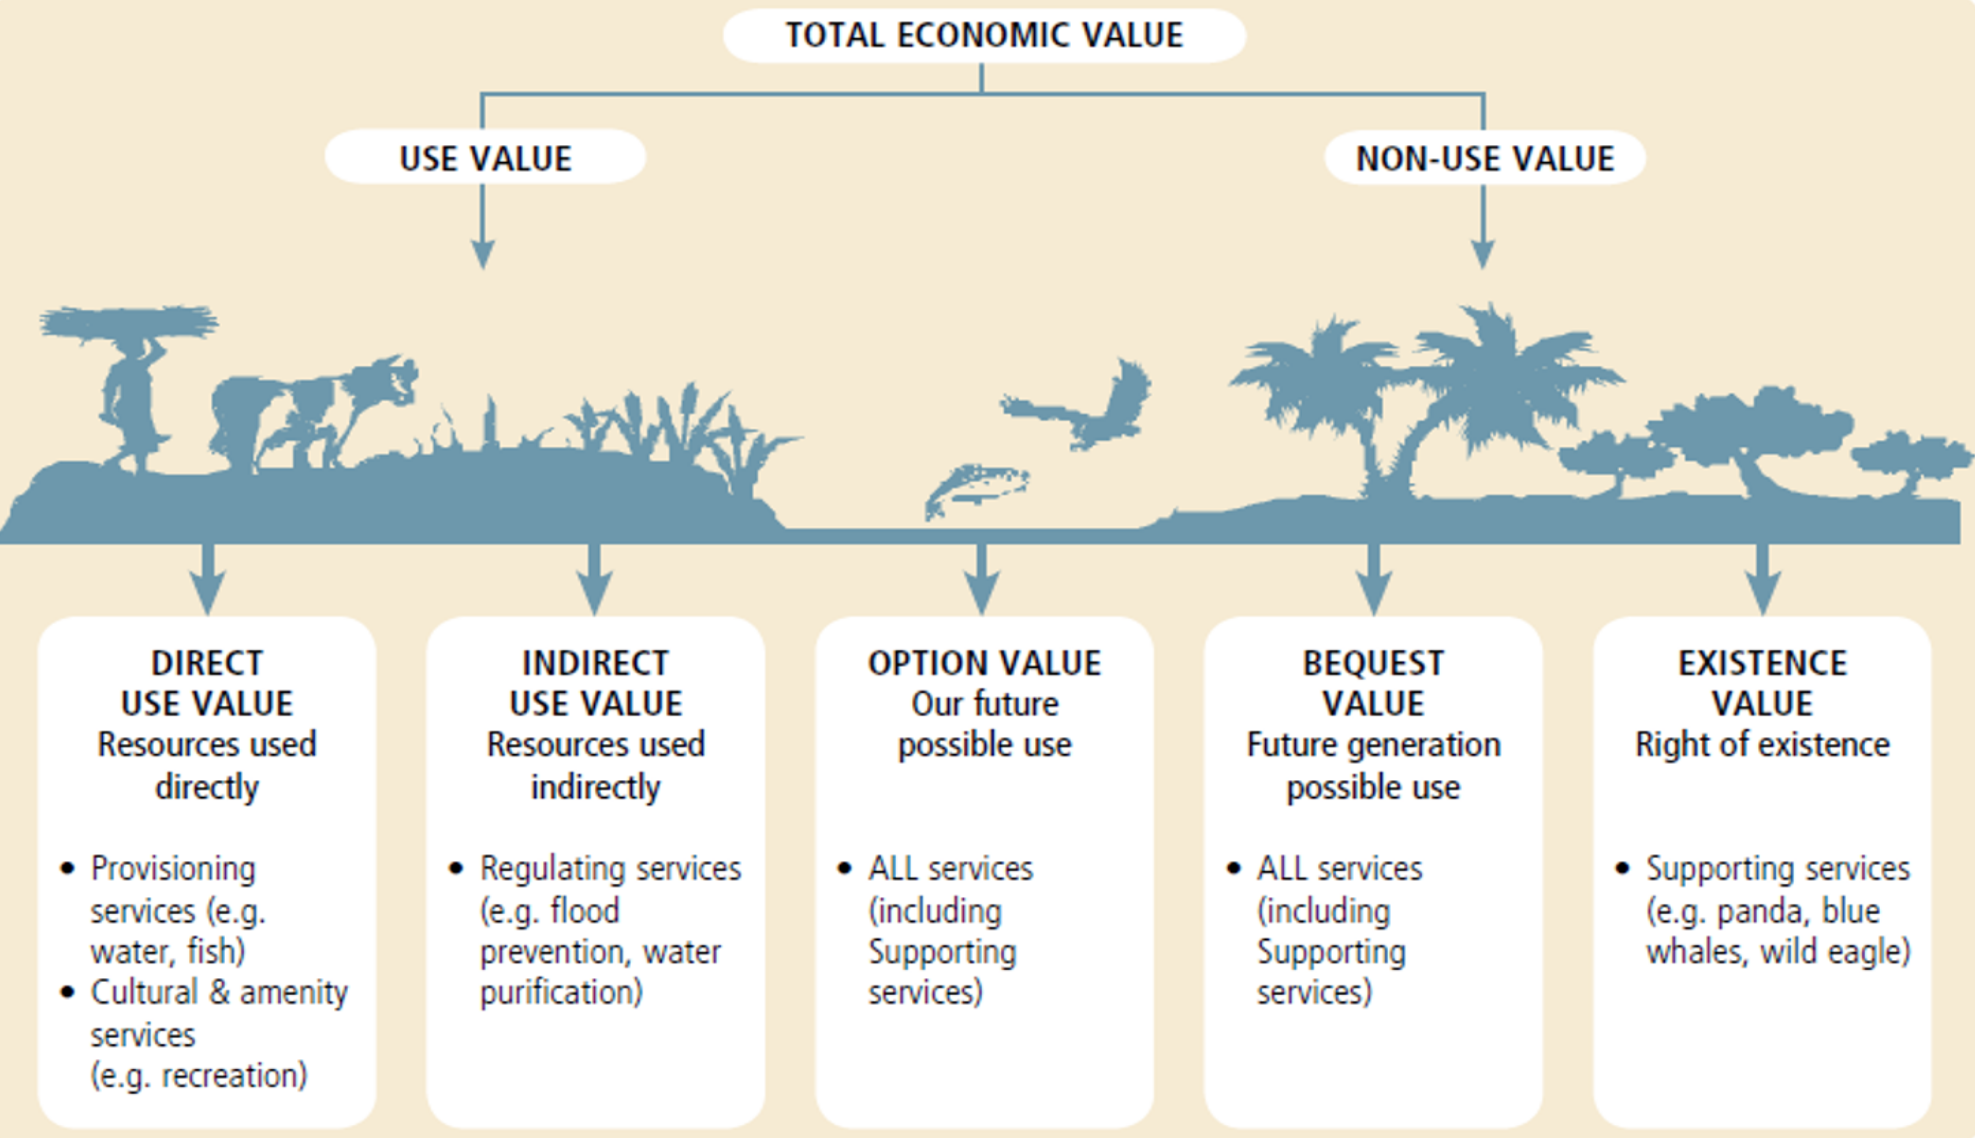 TOTAL ECONOMIC VALUE
USE VALUE
NON-USE VALUE
DIRECT
USE VALUE
Resources used
directly
• Provisioning
services (e.g.
water, fish)
• Cultural & amenity
services
(e.g. recreation)
INDIRECT
USE VALUE
Resources used
indirectly
• Regulating services
(e.g. flood
prevention, water
purification)
OPTION VALUE
Our future
possible use
• ALL services
(including
Supporting
services)
BEQUEST
VALUE
Future generation
possible use
• ALL services
(including
Supporting
services)
EXISTENCE
VALUE
Right of existence
• Supporting services
(e.g. panda, blue
whales, wild eagle)